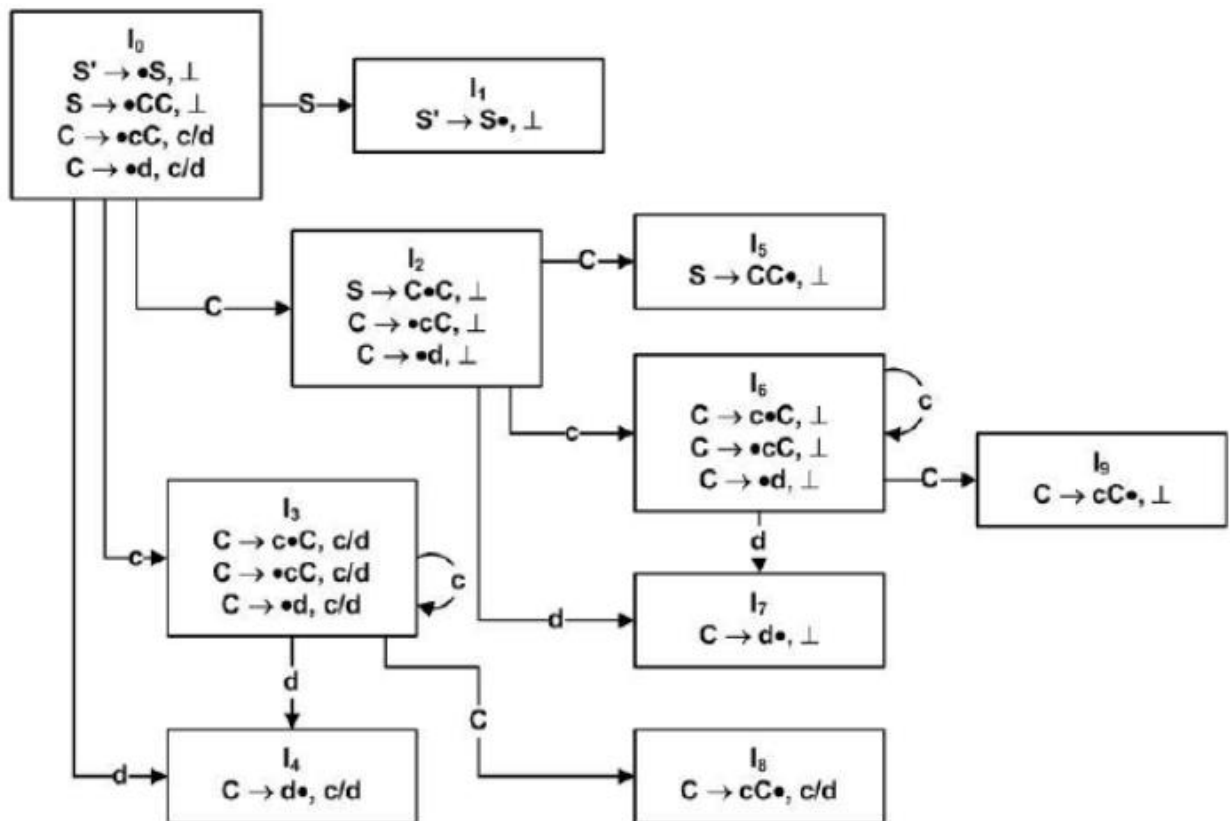 I₀
S' → •S, ⊥
S → •CC, ⊥
C → •cC, c/d
C → •d, c/d
S
I₁
S' → S•, ⊥
C
I₂
S → C•C, ⊥
C → •cC, ⊥
C → •d, ⊥
C
I₅
S → CC•, ⊥
c
I₆
C → c•C, ⊥
C → •cC, ⊥
C → •d, ⊥
c
C
I₉
C → cC•, ⊥
c
I₃
C → c•C, c/d
C → •cC, c/d
C → •d, c/d
c
d
d
I₇
C → d•, ⊥
d
C
d
I₄
C → d•, c/d
I₈
C → cC•, c/d